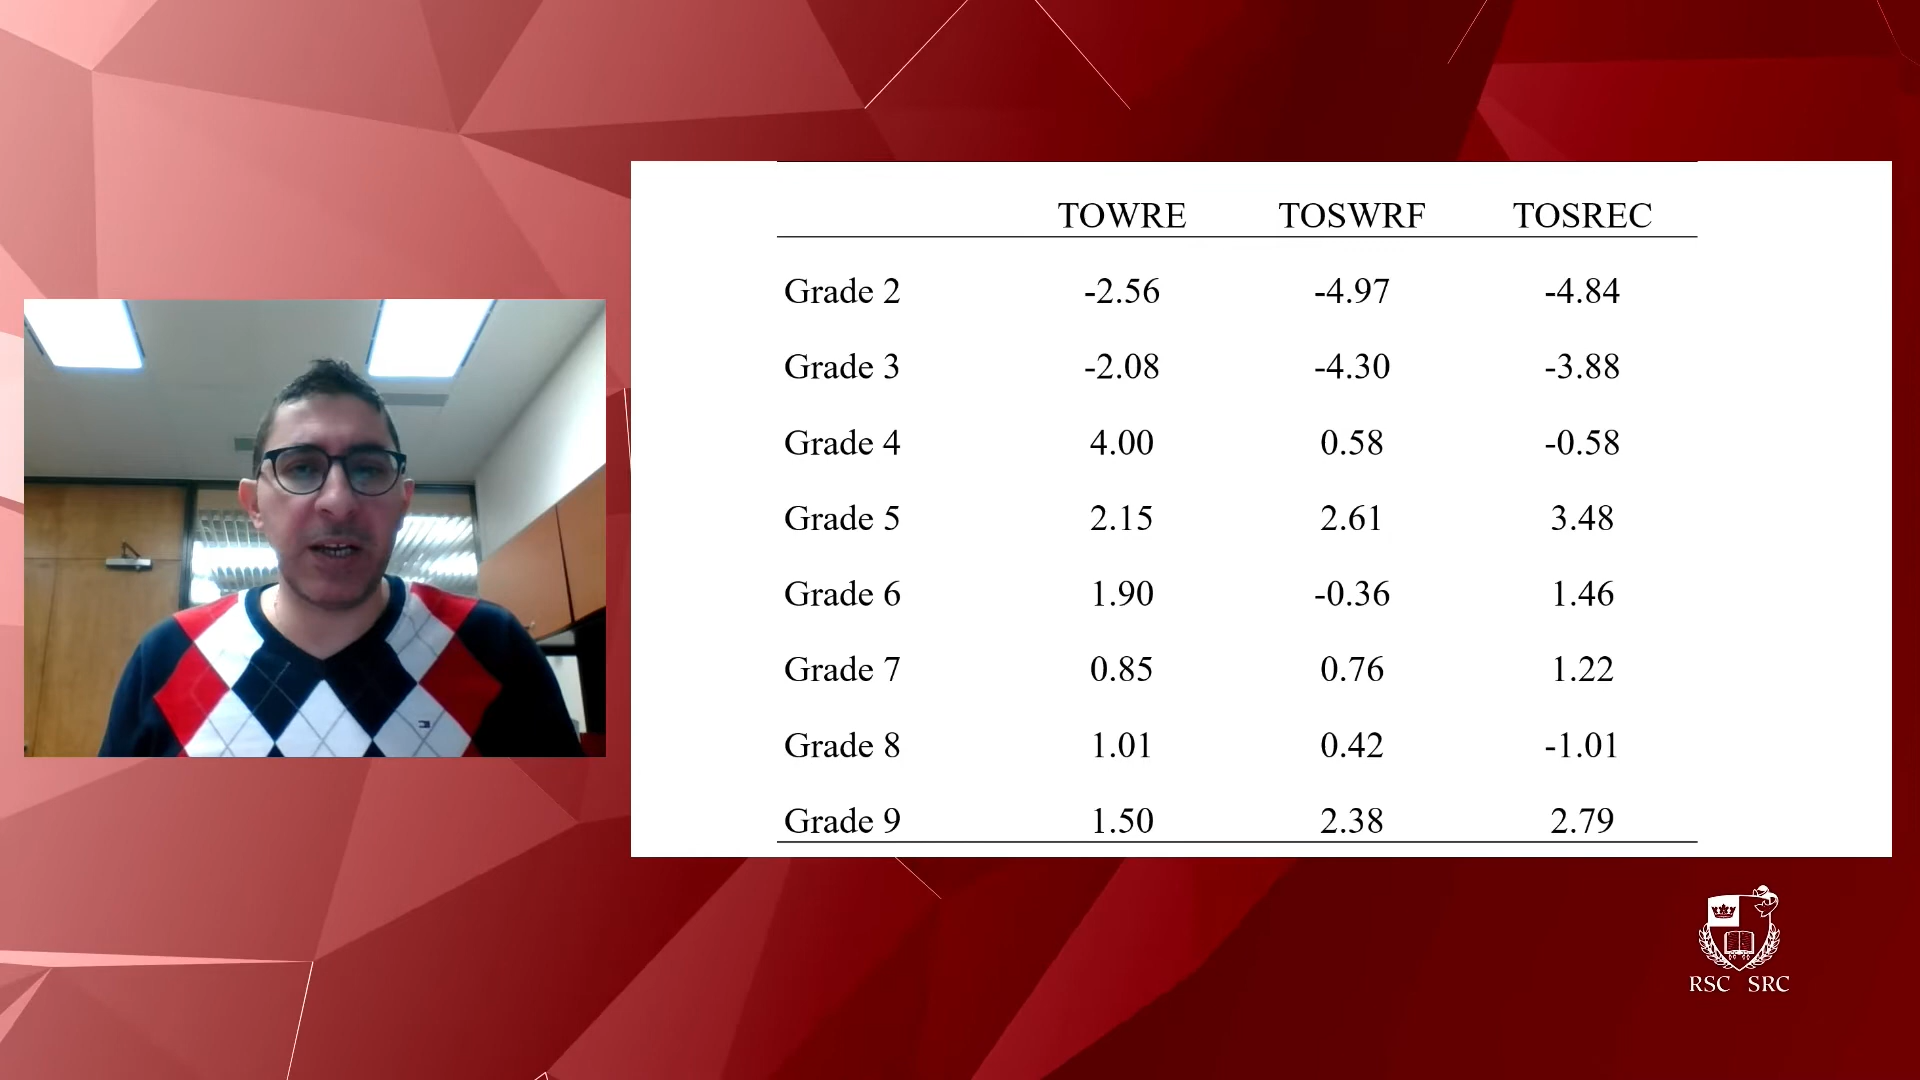 TOWRE TOSWRF TOSREC
Grade 2 -2.56 -4.97 -4.84
Grade 3 -2.08 -4.30 -3.88
Grade 4 4.00 0.58 -0.58
Grade 5 2.15 2.61 3.48
Grade 6 1.90 -0.36 1.46
Grade 7 0.85 0.76 1.22
Grade 8 1.01 0.42 -1.01
Grade 9 1.50 2.38 2.79
RSC SRC